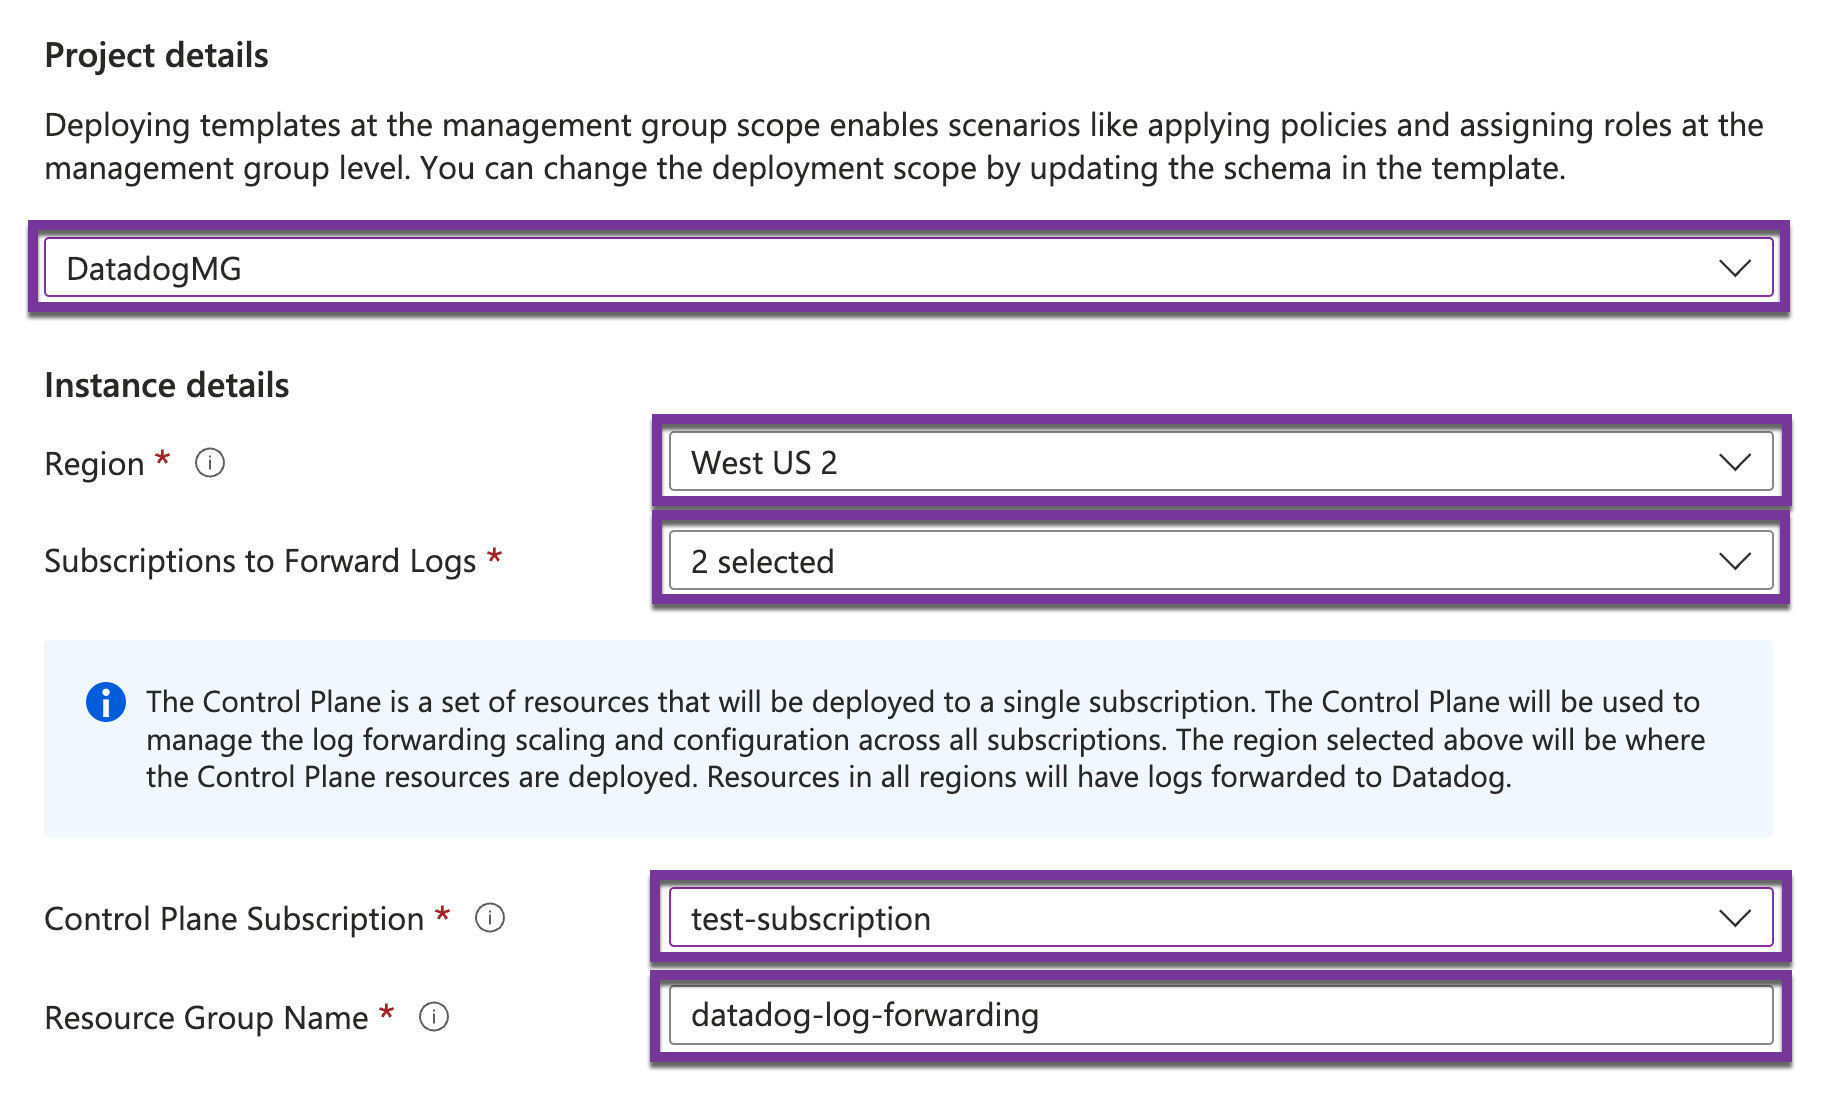 Project details
Deploying templates at the management group scope enables scenarios like applying policies and assigning roles at the
management group level. You can change the deployment scope by updating the schema in the template.
DatadogMG
Instance details
Region *
West US 2
Subscriptions to Forward Logs *
2 selected
The Control Plane is a set of resources that will be deployed to a single subscription. The Control Plane will be used to
manage the log forwarding scaling and configuration across all subscriptions. The region selected above will be where
the Control Plane resources are deployed. Resources in all regions will have logs forwarded to Datadog.
Control Plane Subscription *
test-subscription
Resource Group Name *
datadog-log-forwarding